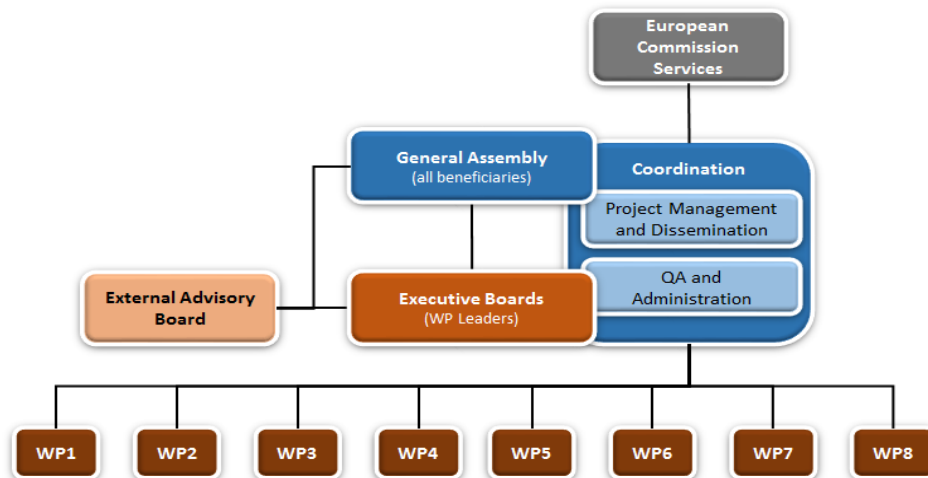 European
Commission
Services
General Assembly
(all beneficiaries)
Coordination
Project Management
and Dissemination
QA and
Administration
External Advisory
Board
Executive Boards
(WP Leaders)
WP1
WP2
WP3
WP4
WP5
WP6
WP7
WP8